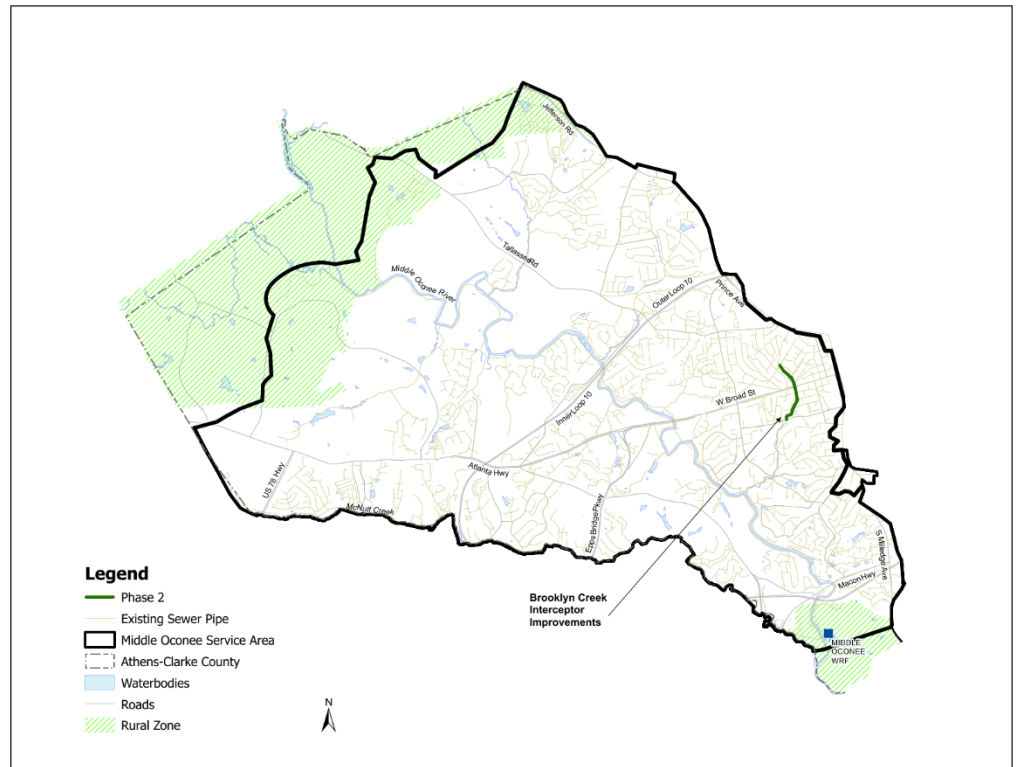 Jefferson Rd
Tallassee Rd
Middle Oconee River
Outer Loop 10
Prince Ave
W Broad St
Inner Loop 10
Atlanta Hwy
US 78 Hwy
McNutt Creek
Epps Bridge Pkwy
S Milledge Ave
Macon Hwy
Brooklyn Creek
Interceptor
Improvements
MIDDLE
OCONEE
WRF
Legend
Phase 2
Existing Sewer Pipe
Middle Oconee Service Area
Athens-Clarke County
Waterbodies
Roads
Rural Zone
N